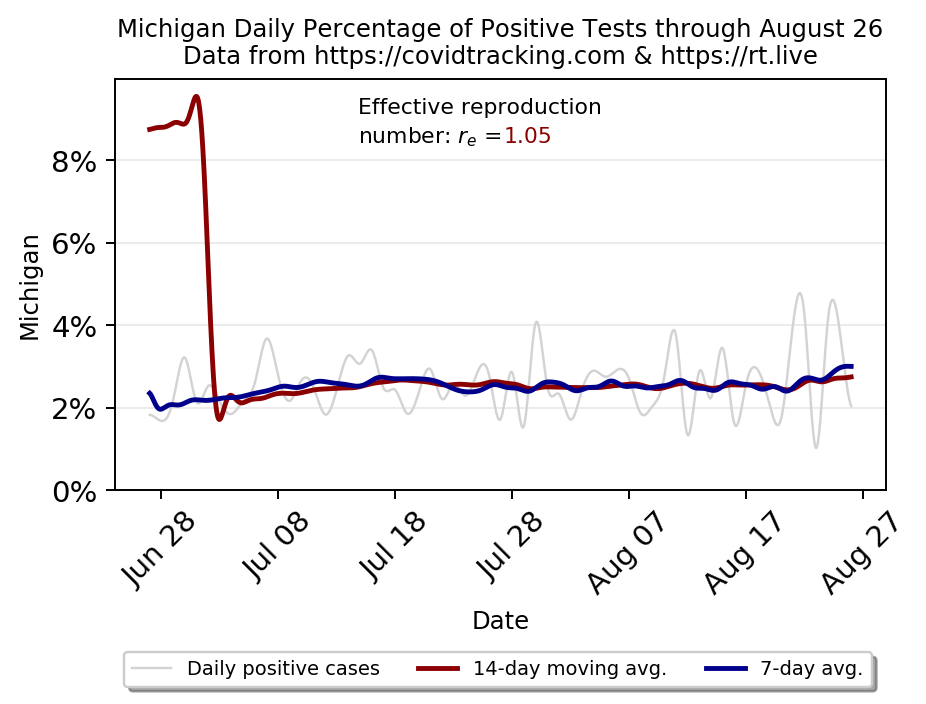 Michigan Daily Percentage of Positive Tests through August 26
Data from https://covidtracking.com & https://rt.live
Effective reproduction
number: rₑ =1.05
8%
6%
4%
2%
0%
Michigan
Jun 28
Jul 08
Jul 18
Jul 28
Aug 07
Aug 17
Aug 27
Date
Daily positive cases
14-day moving avg.
7-day avg.